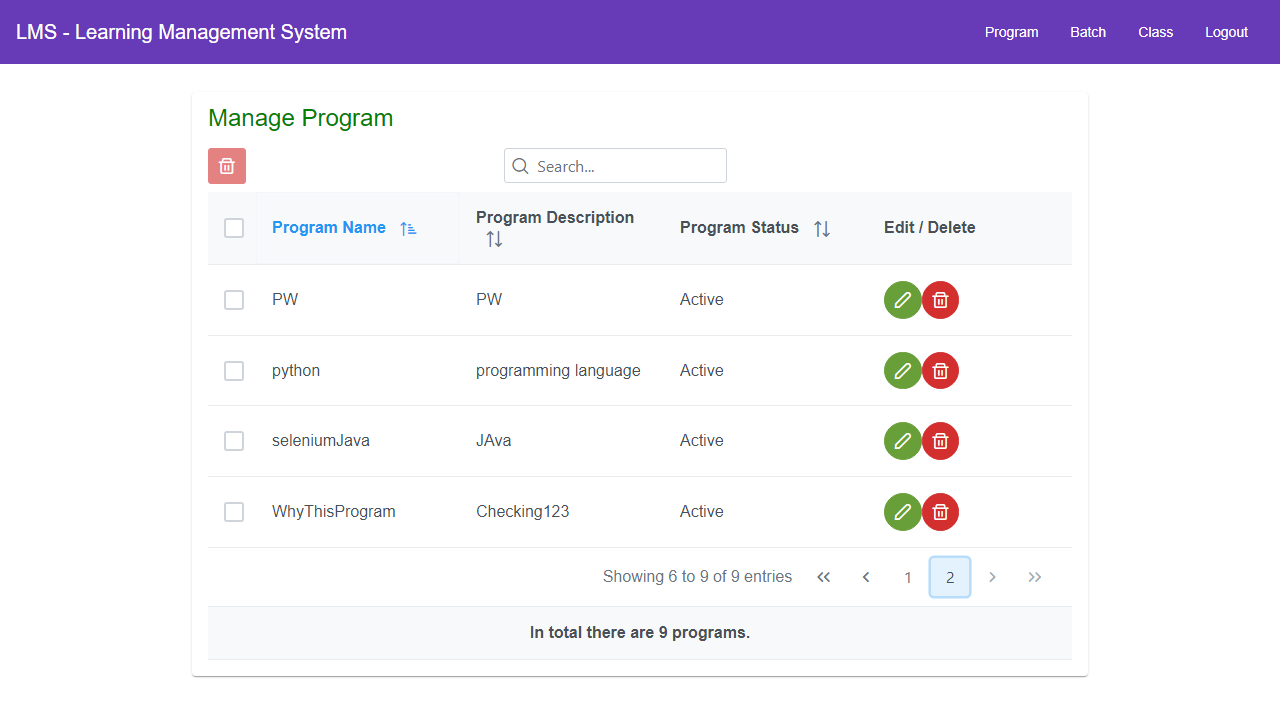 LMS - Learning Management System Program Batch Class Logout
Manage Program
Search...
Program Name Program Description Program Status Edit / Delete
PW PW Active
python programming language Active
seleniumJava JAva Active
WhyThisProgram Checking123 Active
Showing 6 to 9 of 9 entries 1 2
In total there are 9 programs.